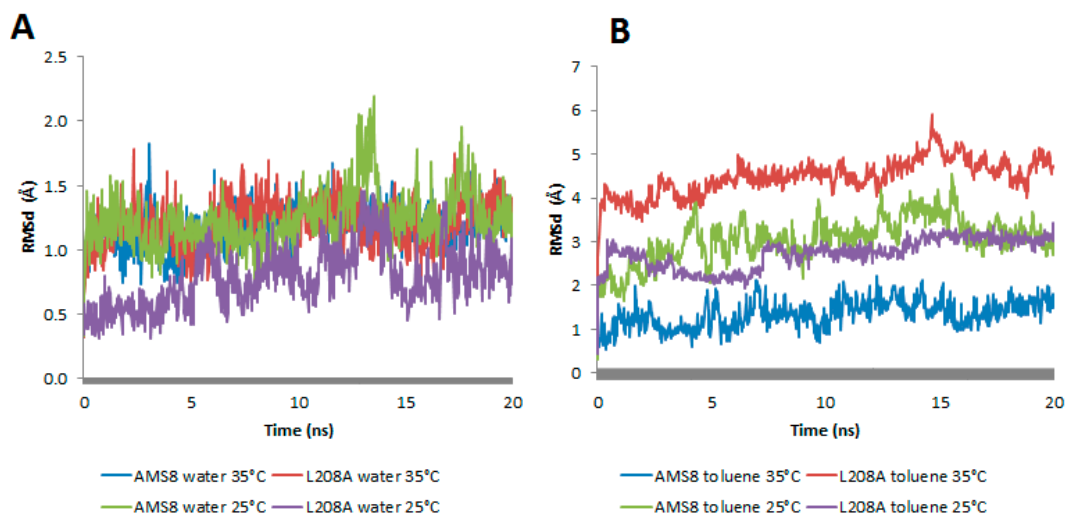 A
RMSd (Å)
2.5
2.0
1.5
1.0
0.5
0.0
0 5 10 15 20
Time (ns)
AMS8 water 35°C L208A water 35°C
AMS8 water 25°C L208A water 25°C
B
RMSd (Å)
7
6
5
4
3
2
1
0
0 5 10 15 20
Time (ns)
AMS8 toluene 35°C L208A toluene 35°C
AMS8 toluene 25°C L208A toluene 25°C